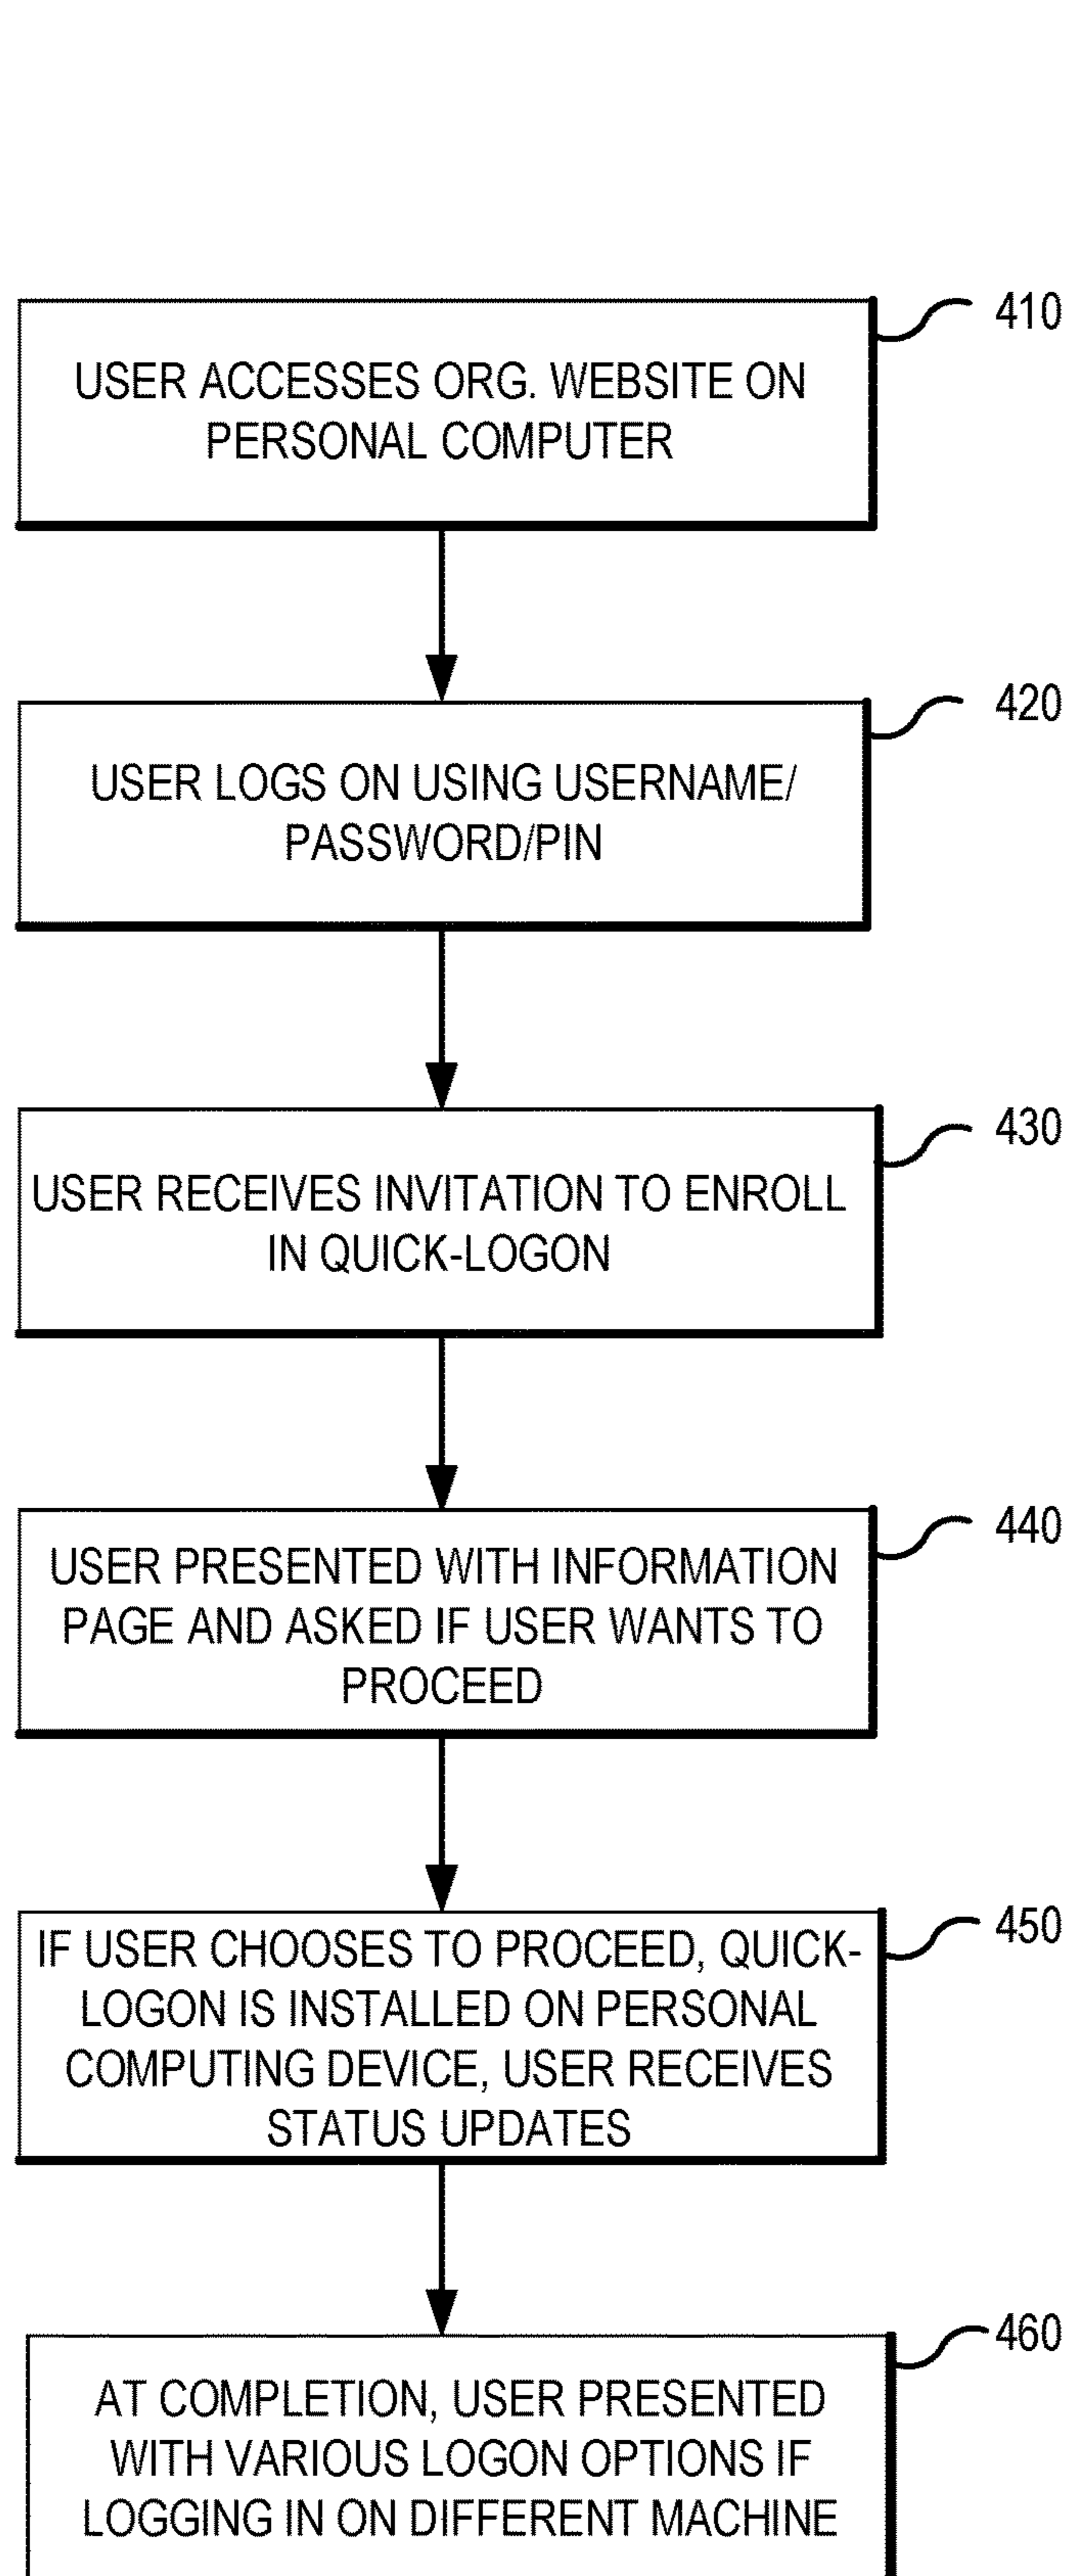 410
USER ACCESSES ORG. WEBSITE ON
PERSONAL COMPUTER
420
USER LOGS ON USING USERNAME/
PASSWORD/PIN
430
USER RECEIVES INVITATION TO ENROLL
IN QUICK-LOGON
440
USER PRESENTED WITH INFORMATION
PAGE AND ASKED IF USER WANTS TO
PROCEED
450
IF USER CHOOSES TO PROCEED, QUICK-
LOGON IS INSTALLED ON PERSONAL
COMPUTING DEVICE, USER RECEIVES
STATUS UPDATES
460
AT COMPLETION, USER PRESENTED
WITH VARIOUS LOGON OPTIONS IF
LOGGING IN ON DIFFERENT MACHINE